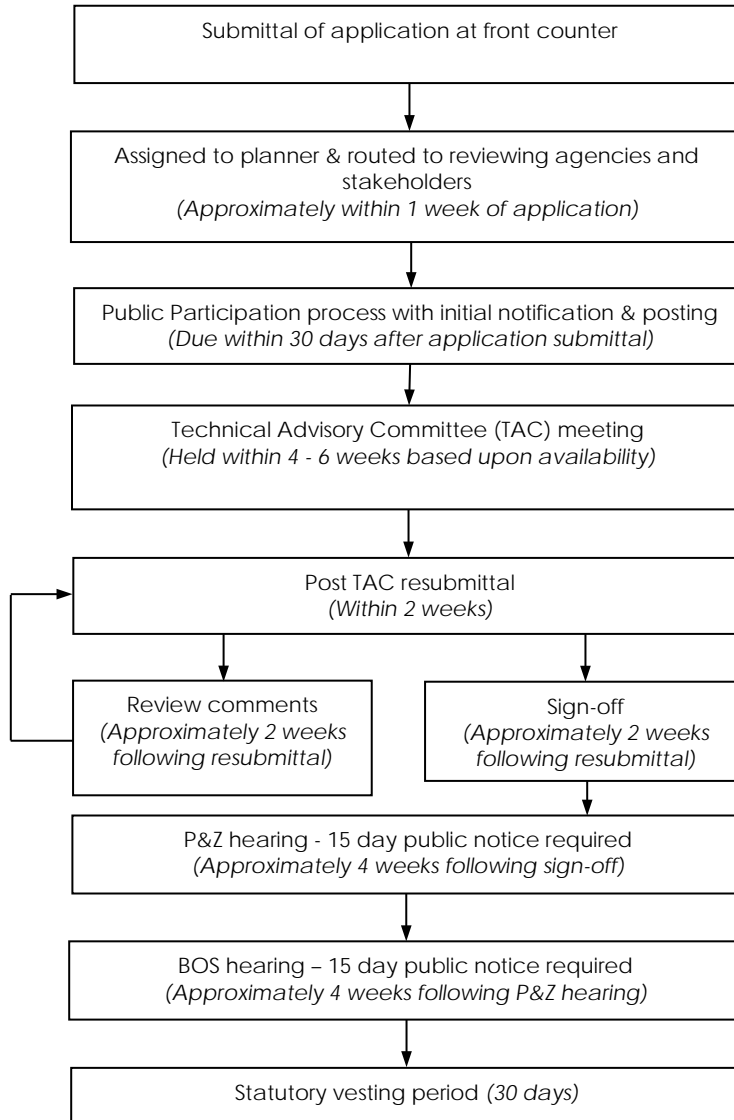 Submittal of application at front counter
Assigned to planner & routed to reviewing agencies and
stakeholders
(Approximately within 1 week of application)
Public Participation process with initial notification & posting
(Due within 30 days after application submittal)
Technical Advisory Committee (TAC) meeting
(Held within 4 - 6 weeks based upon availability)
Post TAC resubmittal
(Within 2 weeks)
Review comments
(Approximately 2 weeks
following resubmittal)
Sign-off
(Approximately 2 weeks
following resubmittal)
P&Z hearing - 15 day public notice required
(Approximately 4 weeks following sign-off)
BOS hearing – 15 day public notice required
(Approximately 4 weeks following P&Z hearing)
Statutory vesting period (30 days)